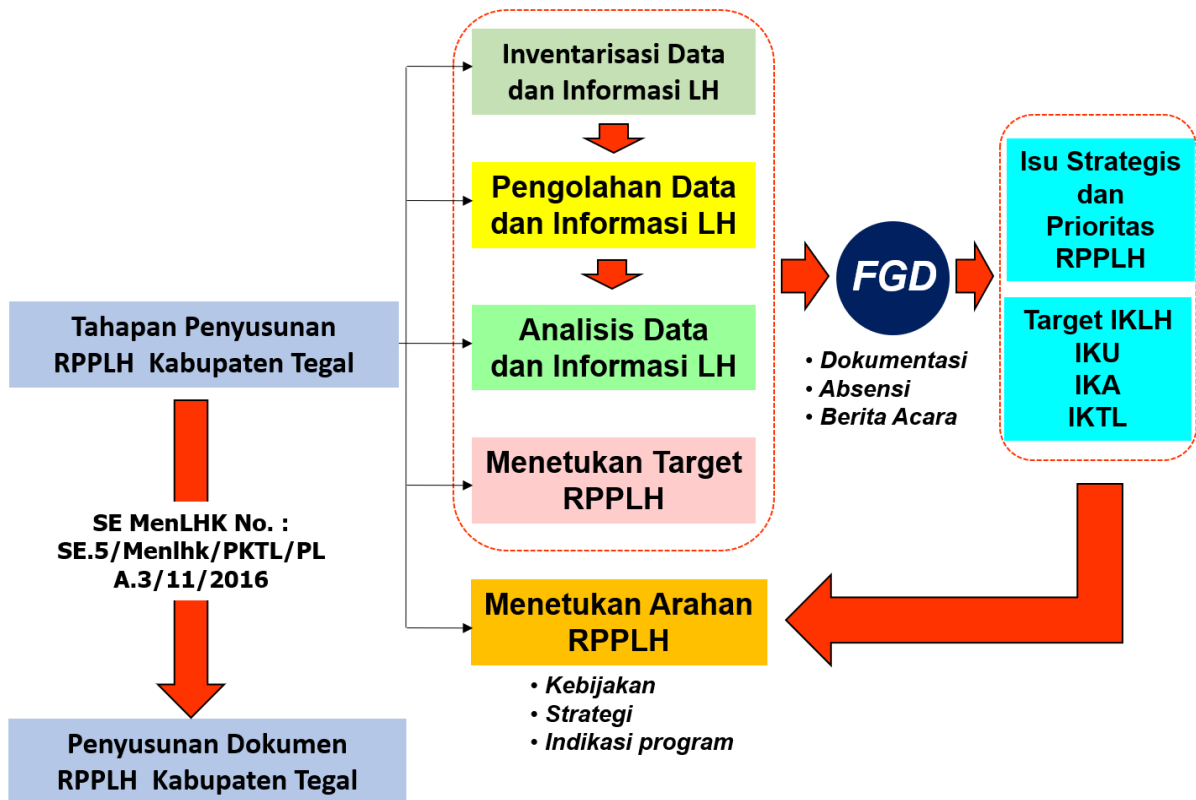 Tahapan Penyusunan
RPPLH Kabupaten Tegal
SE MenLHK No. :
SE.5/Menlhk/PKTL/PL
A.3/11/2016
Penyusunan Dokumen
RPPLH Kabupaten Tegal
Inventarisasi Data
dan Informasi LH
Pengolahan Data
dan Informasi LH
Analisis Data
dan Informasi LH
Menetukan Target
RPPLH
Menetukan Arahan
RPPLH
• Kebijakan
• Strategi
• Indikasi program
FGD
• Dokumentasi
• Absensi
• Berita Acara
Isu Strategis
dan
Prioritas
RPPLH
Target IKLH
IKU
IKA
IKTL